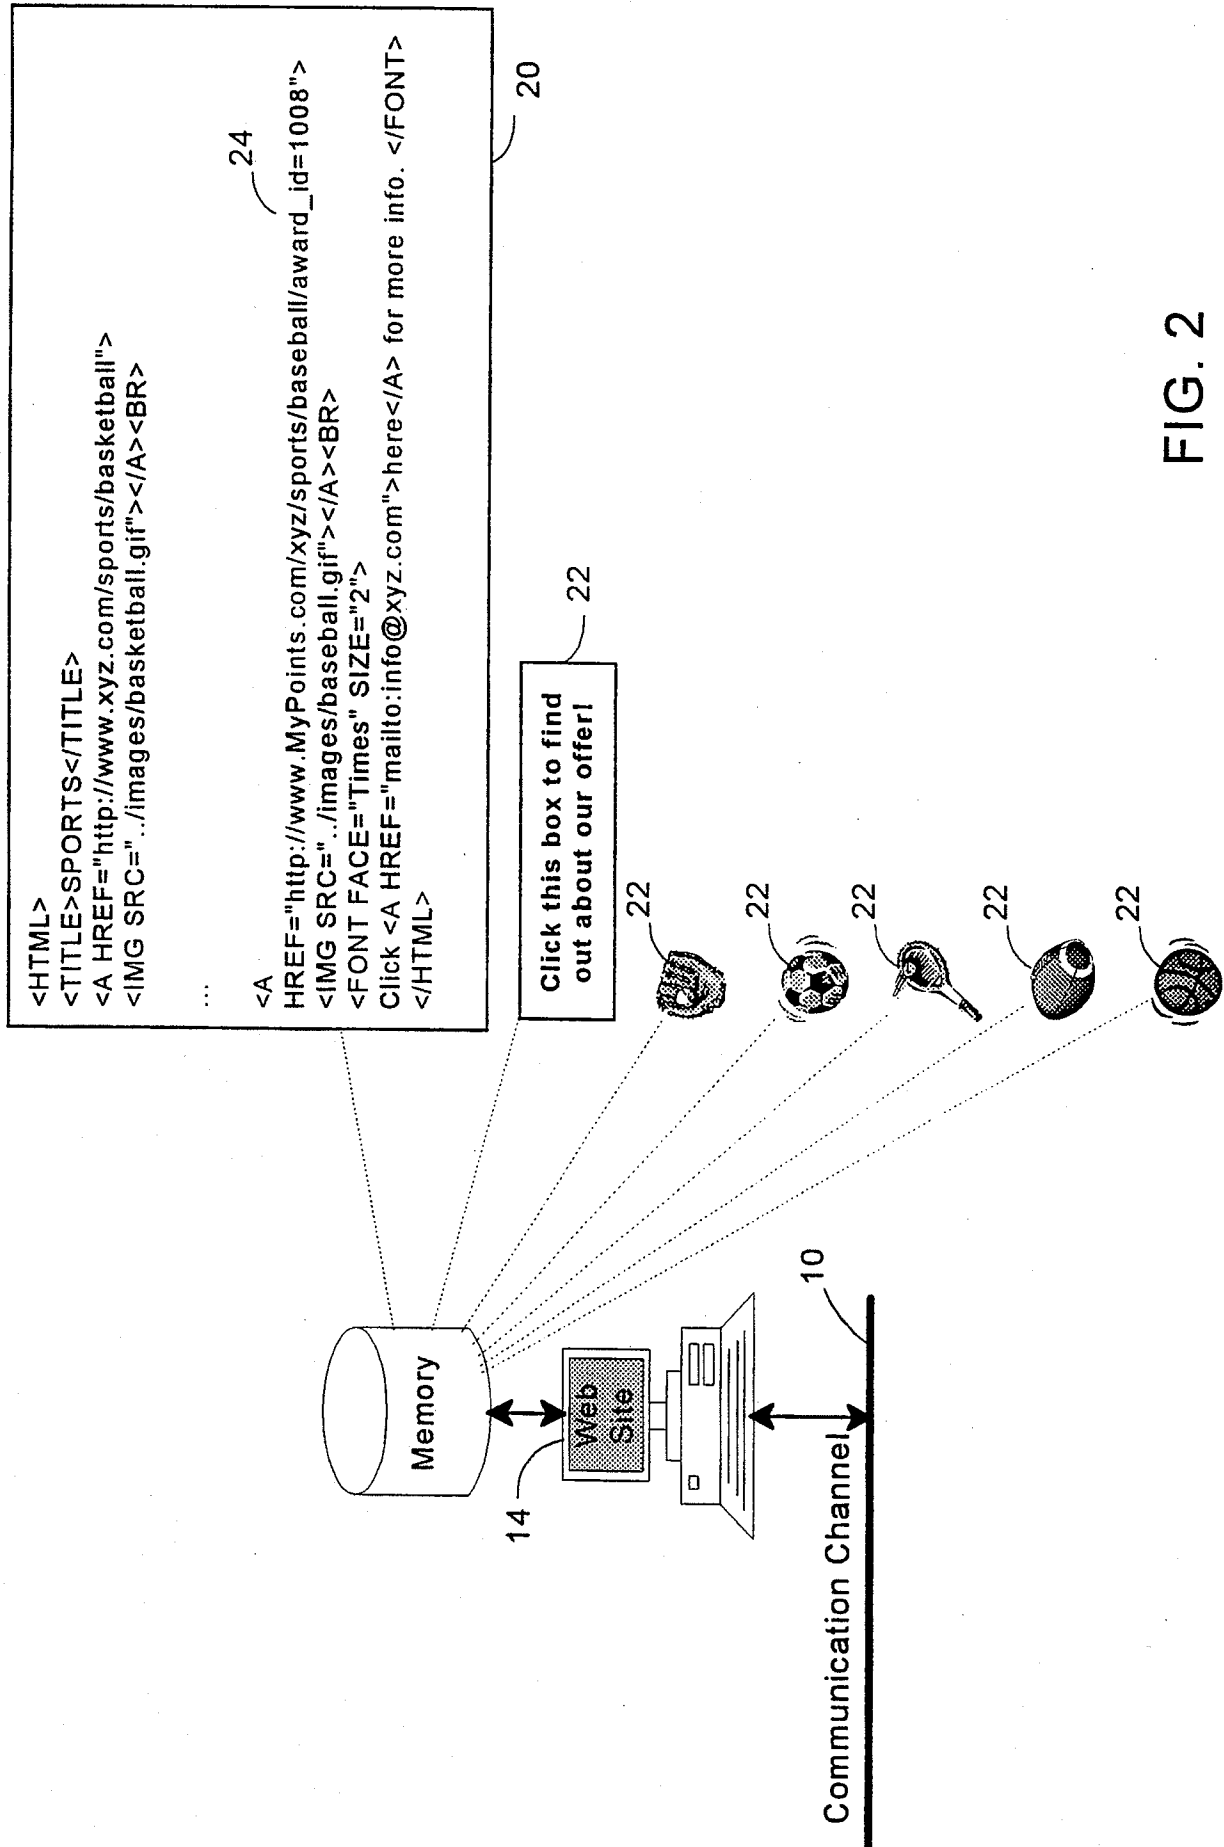 <HTML>
<TITLE>SPORTS</TITLE>
<A HREF="http://www.xyz.com/sports/basketball">
<IMG SRC="../images/basketball.gif"></A><BR>
...
24
<A
HREF="http://www.MyPoints.com/xyz/sports/baseball/award_id=1008">
<IMG SRC="../images/baseball.gif"></A><BR>
<FONT FACE="Times" SIZE="2">
Click <A HREF="mailto:info@xyz.com">here</A> for more info. </FONT>
</HTML>
20
Memory
Click this box to find
out about our offer!
22
14
Web
Site
22
22
22
22
22
10
Communication Channel
FIG. 2